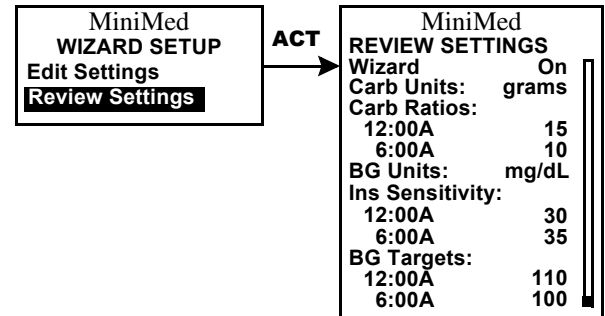 MiniMed
WIZARD SETUP
Edit Settings
Review Settings
ACT
MiniMed
REVIEW SETTINGS
Wizard On
Carb Units: grams
Carb Ratios:
12:00A 15
6:00A 10
BG Units: mg/dL
Ins Sensitivity:
12:00A 30
6:00A 35
BG Targets:
12:00A 110
6:00A 100